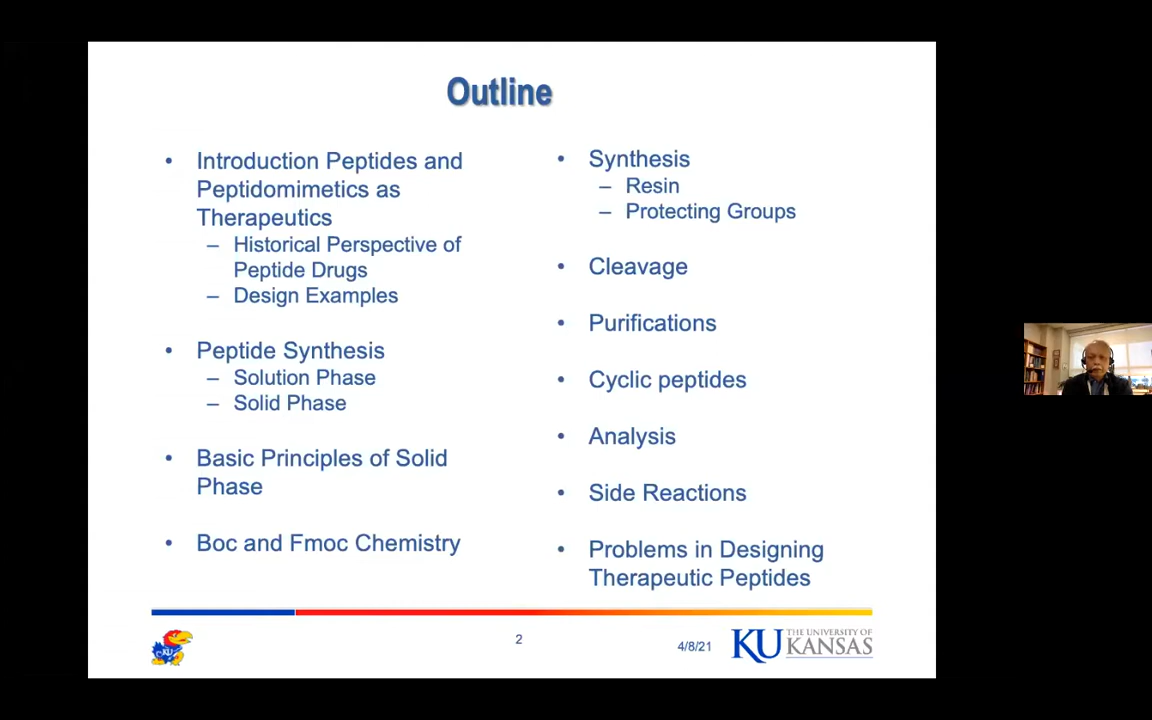 Outline
• Introduction Peptides and
Peptidomimetics as
Therapeutics
– Historical Perspective of
Peptide Drugs
– Design Examples
• Peptide Synthesis
– Solution Phase
– Solid Phase
• Basic Principles of Solid
Phase
• Boc and Fmoc Chemistry
• Synthesis
– Resin
– Protecting Groups
• Cleavage
• Purifications
• Cyclic peptides
• Analysis
• Side Reactions
• Problems in Designing
Therapeutic Peptides
KU
2
4/8/21
KU
THE UNIVERSITY OF
KANSAS